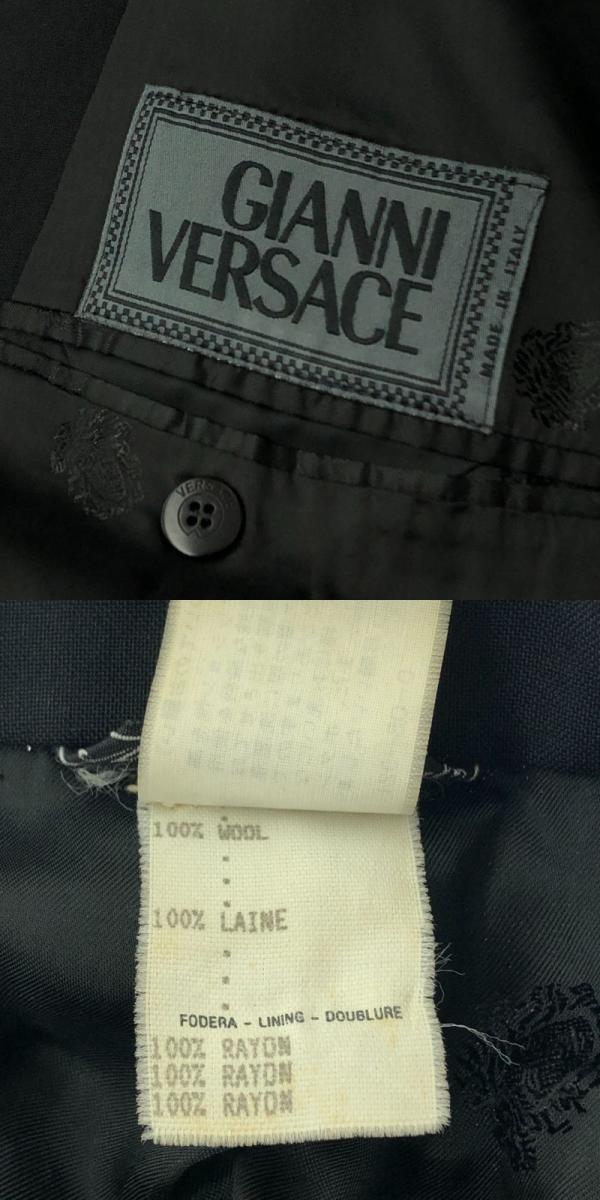 GIANNI
VERSACE
MADE IN ITALY
VERSACE
100% WOOL
100% LAINE
FODERA - LINING - DOUBLURE
100% RAYON
100% RAYON
100% RAYON